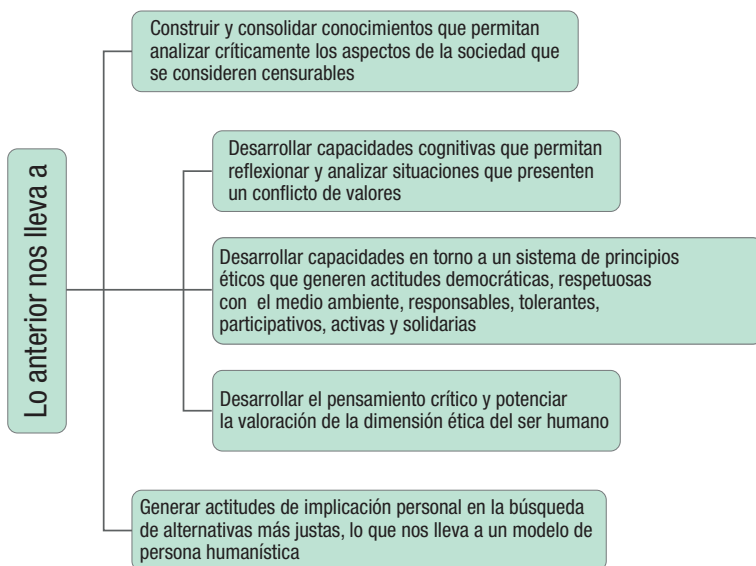 Lo anterior nos lleva a
Construir y consolidar conocimientos que permitan
analizar críticamente los aspectos de la sociedad que
se consideren censurables
Desarrollar capacidades cognitivas que permitan
reflexionar y analizar situaciones que presenten
un conflicto de valores
Desarrollar capacidades en torno a un sistema de principios
éticos que generen actitudes democráticas, respetuosas
con el medio ambiente, responsables, tolerantes,
participativos, activas y solidarias
Desarrollar el pensamiento crítico y potenciar
la valoración de la dimensión ética del ser humano
Generar actitudes de implicación personal en la búsqueda
de alternativas más justas, lo que nos lleva a un modelo de
persona humanística